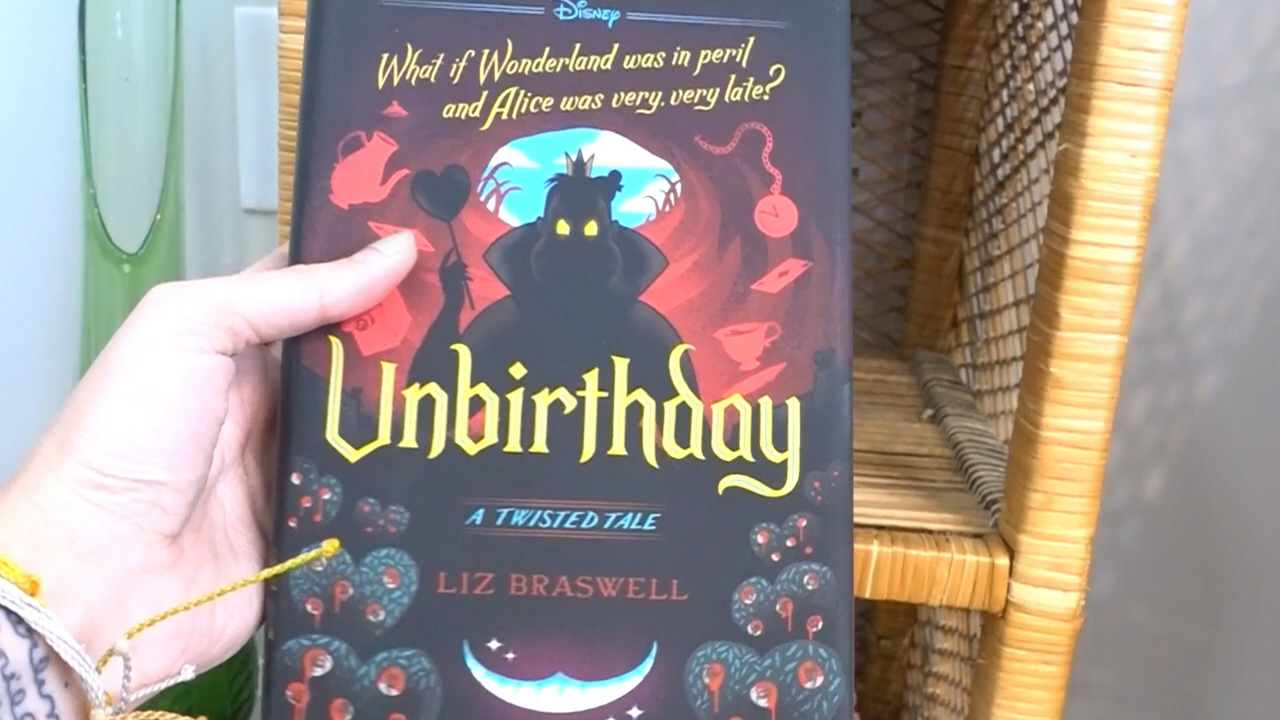 Disney
What if Wonderland was in peril
and Alice was very, very late?
Unbirthday
A TWISTED TALE
LIZ BRASWELL